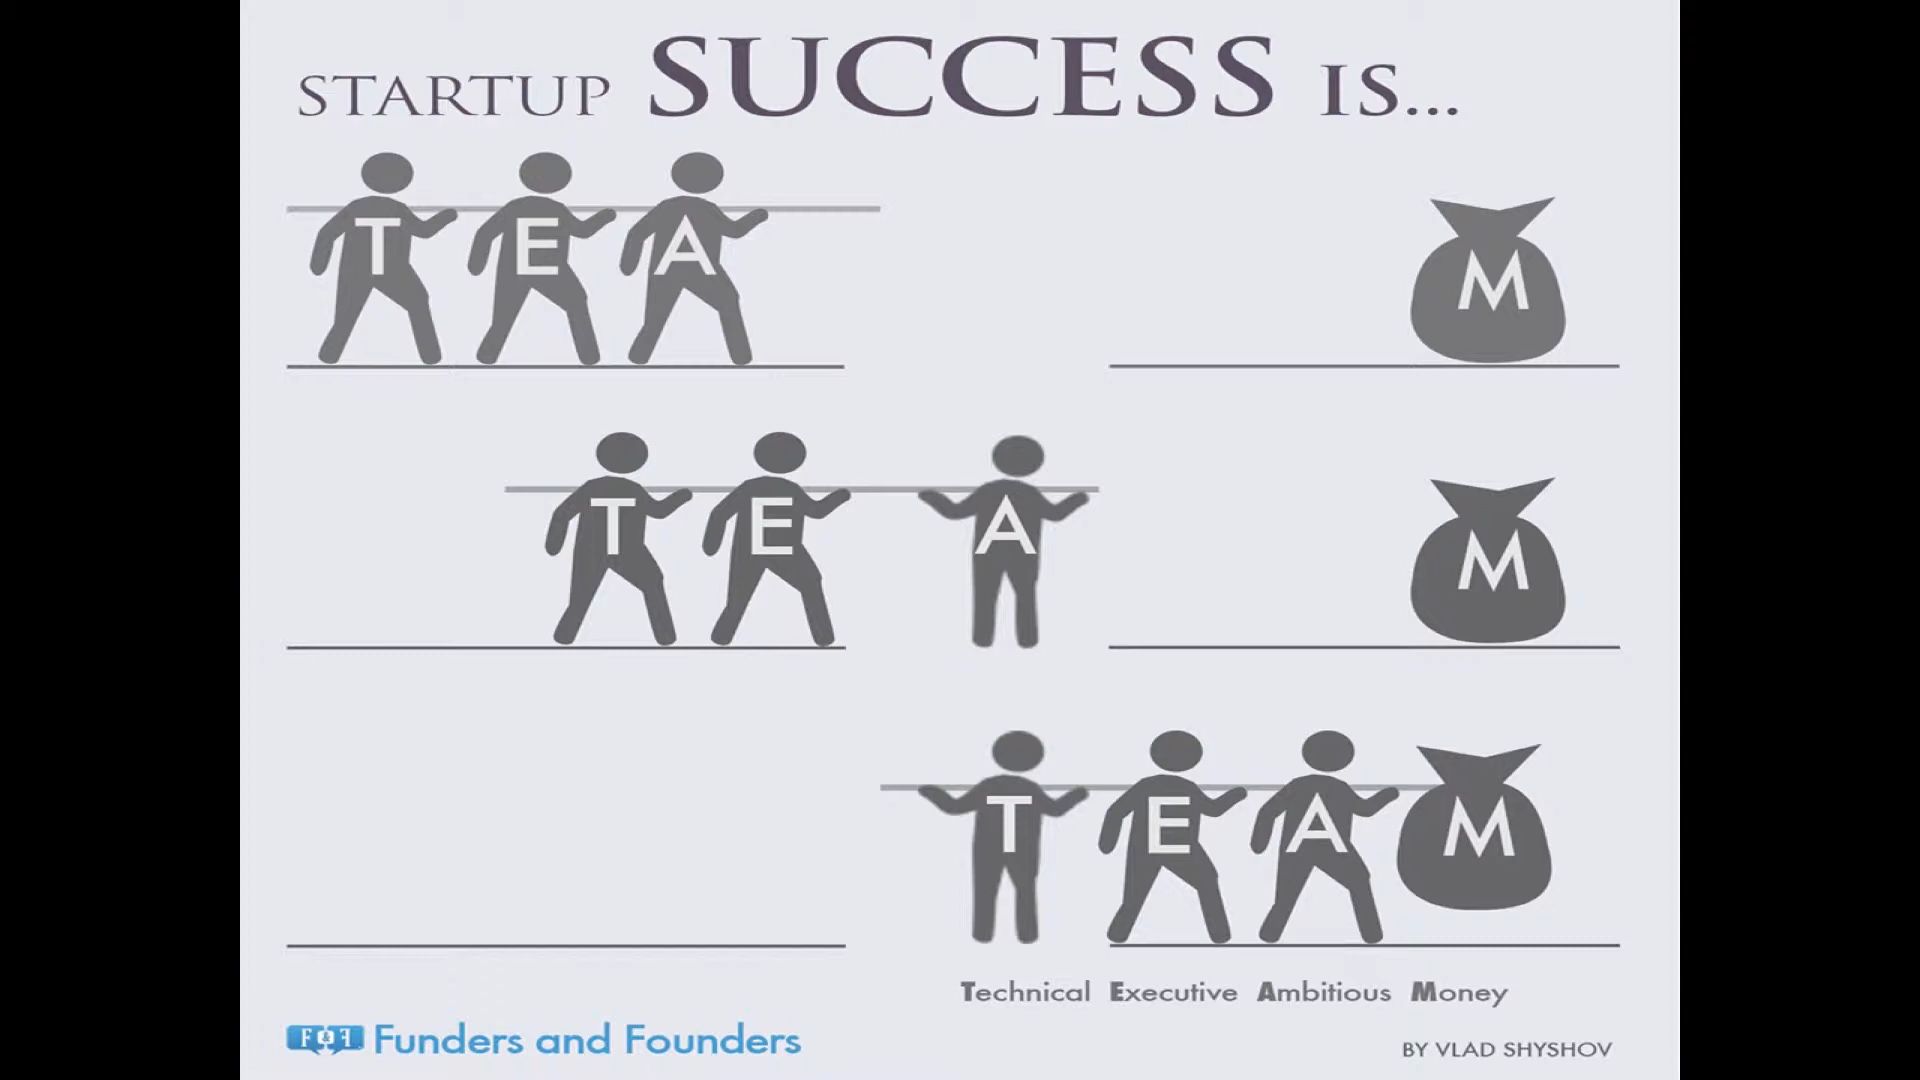 STARTUP SUCCESS IS...
T E A M
T E A M
T E A M
Technical Executive Ambitious Money
F&F Funders and Founders
BY VLAD SHYSHOV